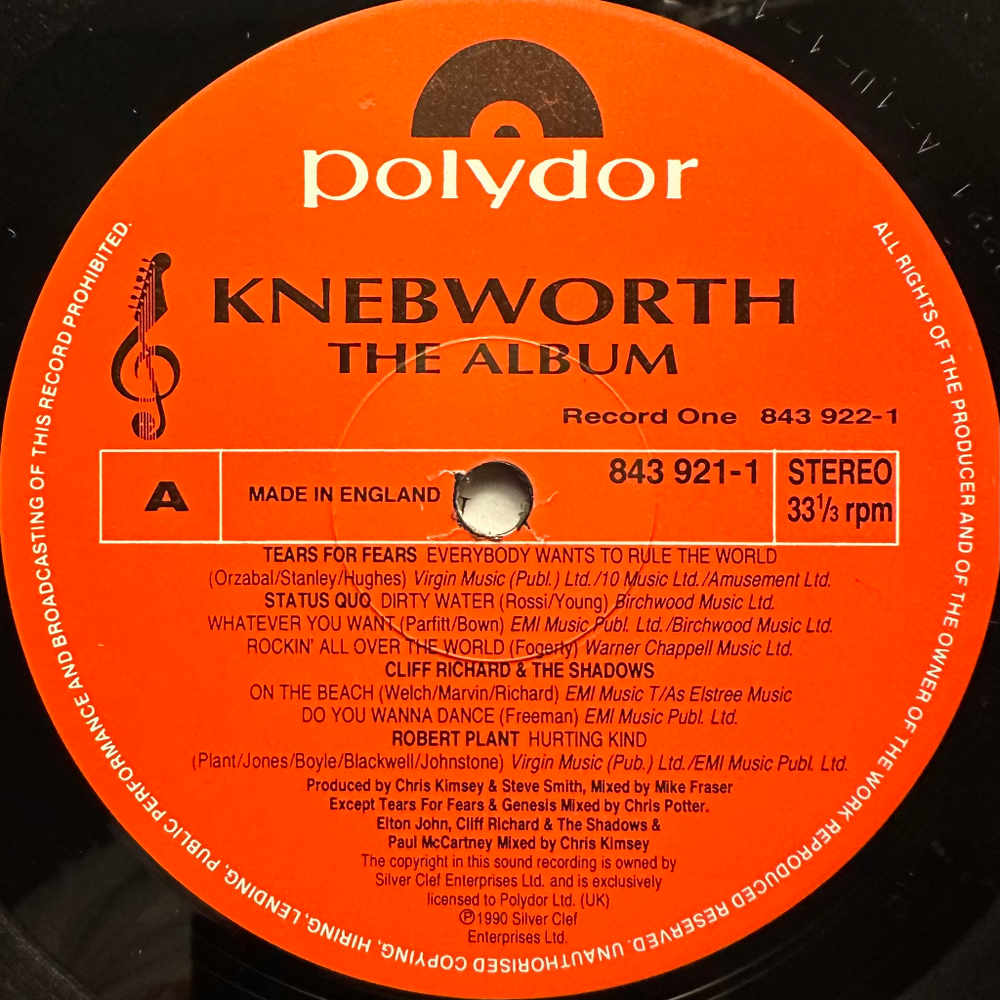 polydor
KNEBWORTH
THE ALBUM
Record One 843 922-1
A
MADE IN ENGLAND
843 921-1
STEREO
33⅓ rpm
TEARS FOR FEARS EVERYBODY WANTS TO RULE THE WORLD
(Orzabal/Stanley/Hughes) Virgin Music (Publ.) Ltd./10 Music Ltd./Amusement Ltd.
STATUS QUO DIRTY WATER (Rossi/Young) Birchwood Music Ltd.
WHATEVER YOU WANT (Parfitt/Bown) EMI Music Publ. Ltd./Birchwood Music Ltd.
ROCKIN' ALL OVER THE WORLD (Fogerty) Warner Chappell Music Ltd.
CLIFF RICHARD & THE SHADOWS
ON THE BEACH (Welch/Marvin/Richard) EMI Music T/As Elstree Music
DO YOU WANNA DANCE (Freeman) EMI Music Publ. Ltd.
ROBERT PLANT HURTING KIND
(Plant/Jones/Boyle/Blackwell/Johnstone) Virgin Music (Pub.) Ltd./EMI Music Publ. Ltd.
Produced by Chris Kimsey & Steve Smith, Mixed by Mike Fraser
Except Tears For Fears & Genesis Mixed by Chris Potter.
Elton John, Cliff Richard & The Shadows &
Paul McCartney Mixed by Chris Kimsey
The copyright in this sound recording is owned by
Silver Clef Enterprises Ltd. and is exclusively
licensed to Polydor Ltd. (UK)
℗1990 Silver Clef
Enterprises Ltd.
ALL RIGHTS OF THE PRODUCER AND OF THE OWNER OF THE WORK REPRODUCED RESERVED. UNAUTHORISED COPYING, HIRING, LENDING, PUBLIC PERFORMANCE AND BROADCASTING OF THIS RECORD PROHIBITED.